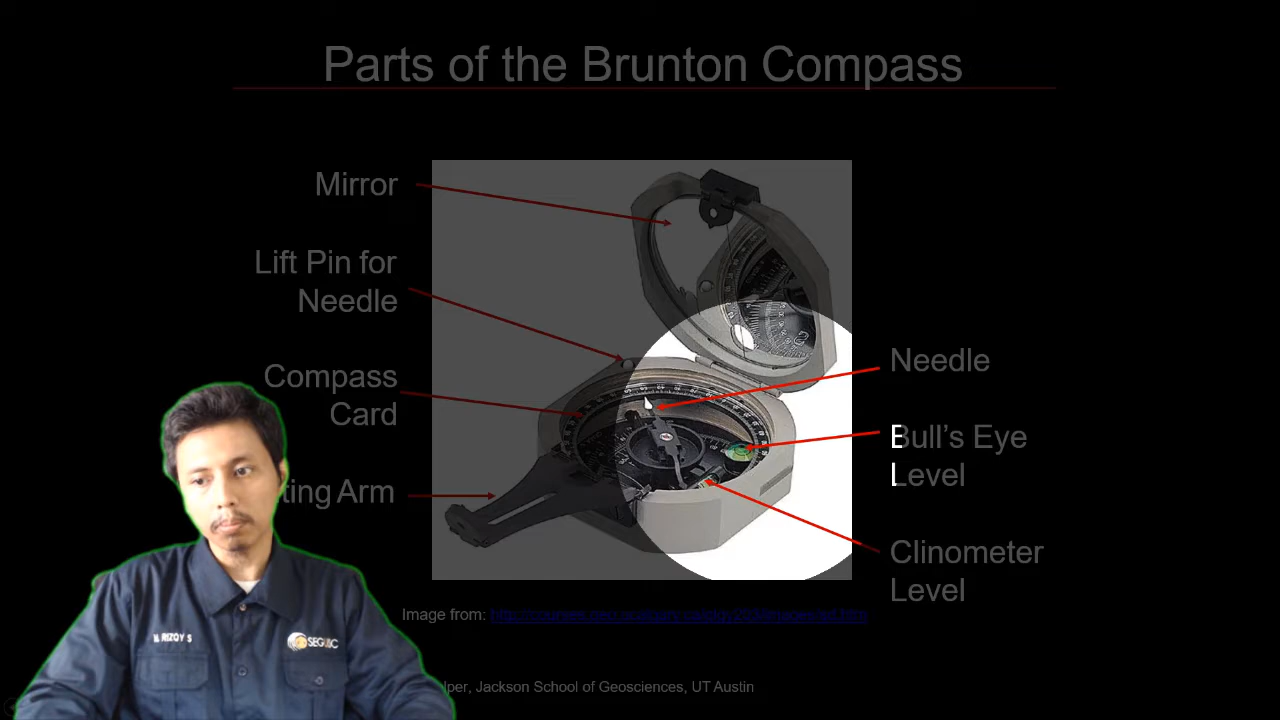 Parts of the Brunton Compass
Mirror
Lift Pin for
Needle
Compass
Card
ting Arm
Needle
Bull's Eye
Level
Clinometer
Level
Image from:
M. RIZQY S
lper, Jackson School of Geosciences, UT Austin